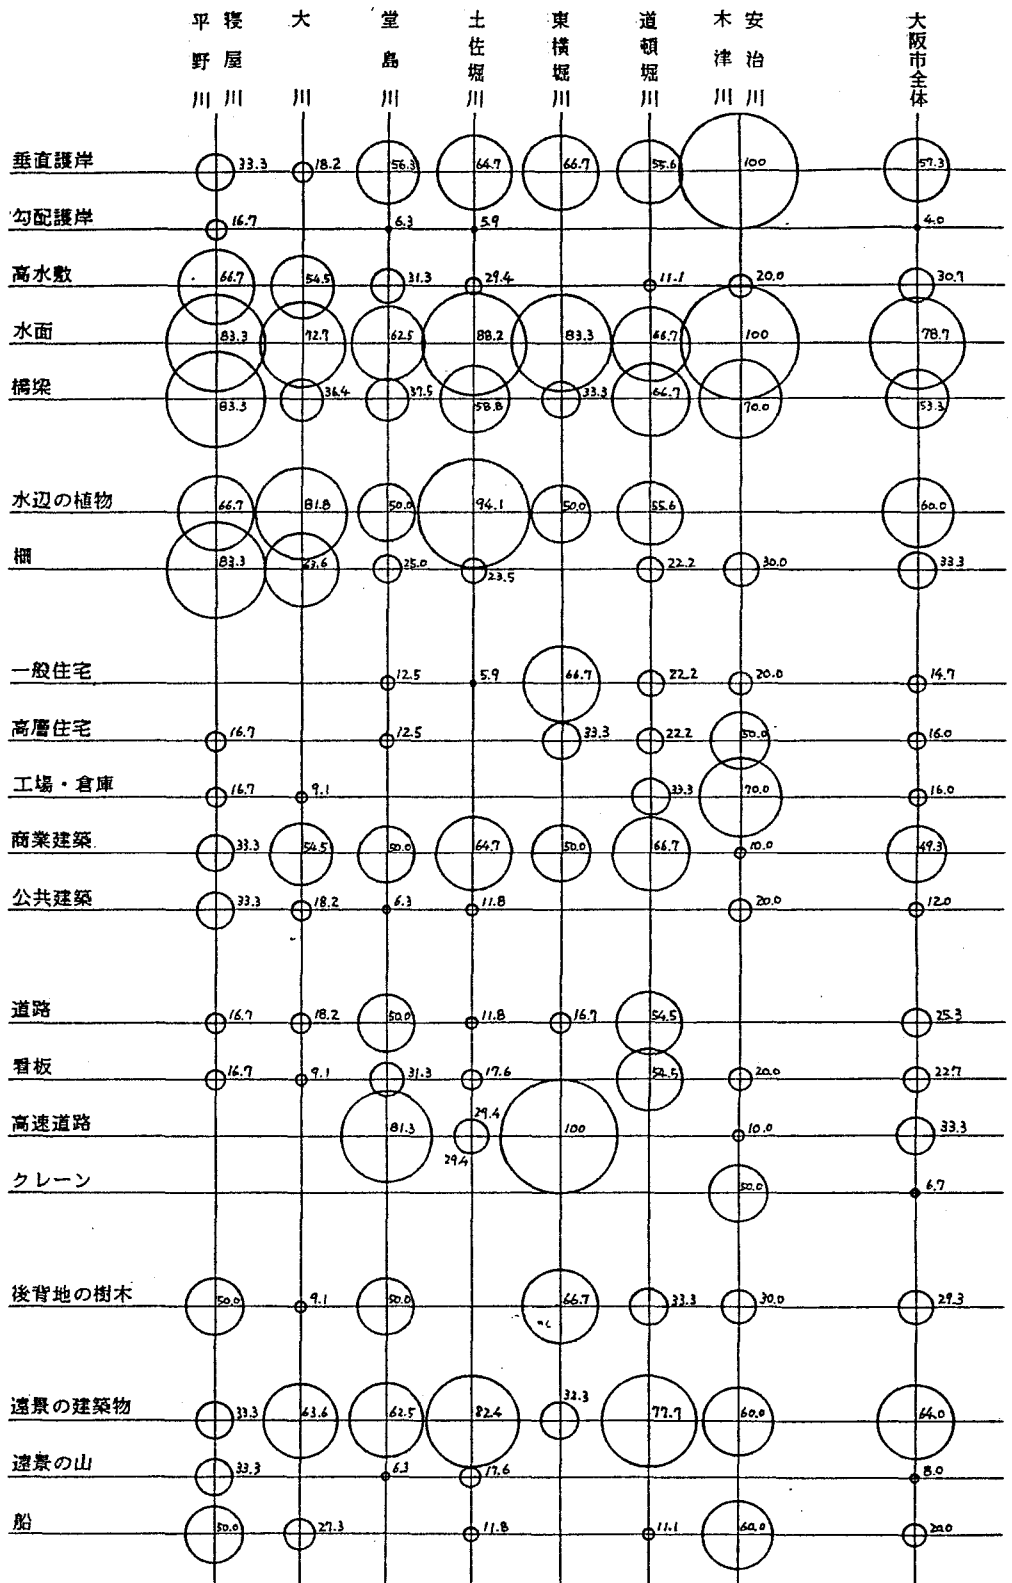 寝屋川
平野川
大川
堂島川
土佐堀川
東横堀川
道頓堀川
安治川
木津川
大阪市全体
垂直護岸 33.3 18.2 56.3 64.7 66.7 55.6 100 57.3
勾配護岸 16.7 6.3 5.9 4.0
高水敷 66.7 54.5 31.3 29.4 11.1 20.0 30.7
水面 83.3 72.7 62.5 88.2 83.3 66.7 100 78.7
橋梁 83.3 36.4 37.5 58.8 33.3 66.7 70.0 53.3
水辺の植物 66.7 81.8 50.0 94.1 50.0 55.6 60.0
柵 83.3 63.6 25.0 23.5 22.2 30.0 33.3
一般住宅 12.5 5.9 66.7 22.2 20.0 14.7
高層住宅 16.7 12.5 33.3 22.2 50.0 16.0
工場・倉庫 16.7 9.1 33.3 70.0 16.0
商業建築 33.3 54.5 50.0 64.7 50.0 66.7 10.0 49.3
公共建築 33.3 18.2 6.3 11.8 20.0 12.0
道路 16.7 18.2 50.0 11.8 16.7 54.5 25.3
看板 16.7 9.1 31.3 17.6 54.5 20.0 22.7
高速道路 81.3 29.4 29.4 100 10.0 33.3
クレーン 50.0 6.7
後背地の樹木 50.0 9.1 50.0 66.7 33.3 30.0 29.3
遠景の建築物 33.3 63.6 62.5 82.4 32.3 77.7 60.0 64.0
遠景の山 33.3 6.3 17.6 8.0
船 50.0 27.3 11.8 11.1 60.0 20.0